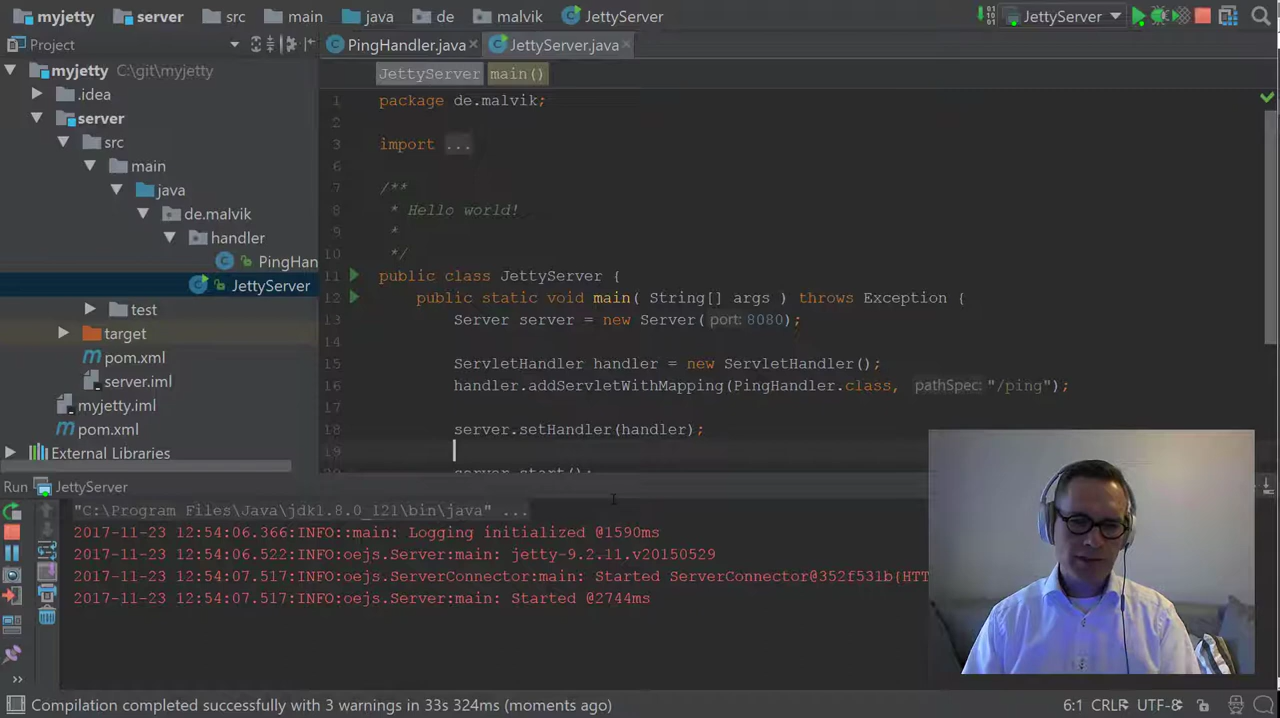 myjetty server src main java de malvik JettyServer JettyServer
Project PingHandler.java JettyServer.java
myjetty C:\git\myjetty
.idea
server
src
main
java
de.malvik
handler
PingHan
JettyServer
test
target
pom.xml
server.iml
myjetty.iml
pom.xml
External Libraries
JettyServer main()
1 package de.malvik;
2
3 import ...
6
7 /**
8 * Hello world!
9 *
10 */
11 public class JettyServer {
12 public static void main( String[] args ) throws Exception {
13 Server server = new Server( port: 8080);
14
15 ServletHandler handler = new ServletHandler();
16 handler.addServletWithMapping(PingHandler.class, pathSpec: "/ping");
17
18 server.setHandler(handler);
19
20 server.start();
Run JettyServer
"C:\Program Files\Java\jdk1.8.0_121\bin\java" ...
2017-11-23 12:54:06.366:INFO::main: Logging initialized @1590ms
2017-11-23 12:54:06.522:INFO:oejs.Server:main: jetty-9.2.11.v20150529
2017-11-23 12:54:07.517:INFO:oejs.ServerConnector:main: Started ServerConnector@352f531b{HTT
2017-11-23 12:54:07.517:INFO:oejs.Server:main: Started @2744ms
Compilation completed successfully with 3 warnings in 33s 324ms (moments ago) 6:1 CRLF UTF-8